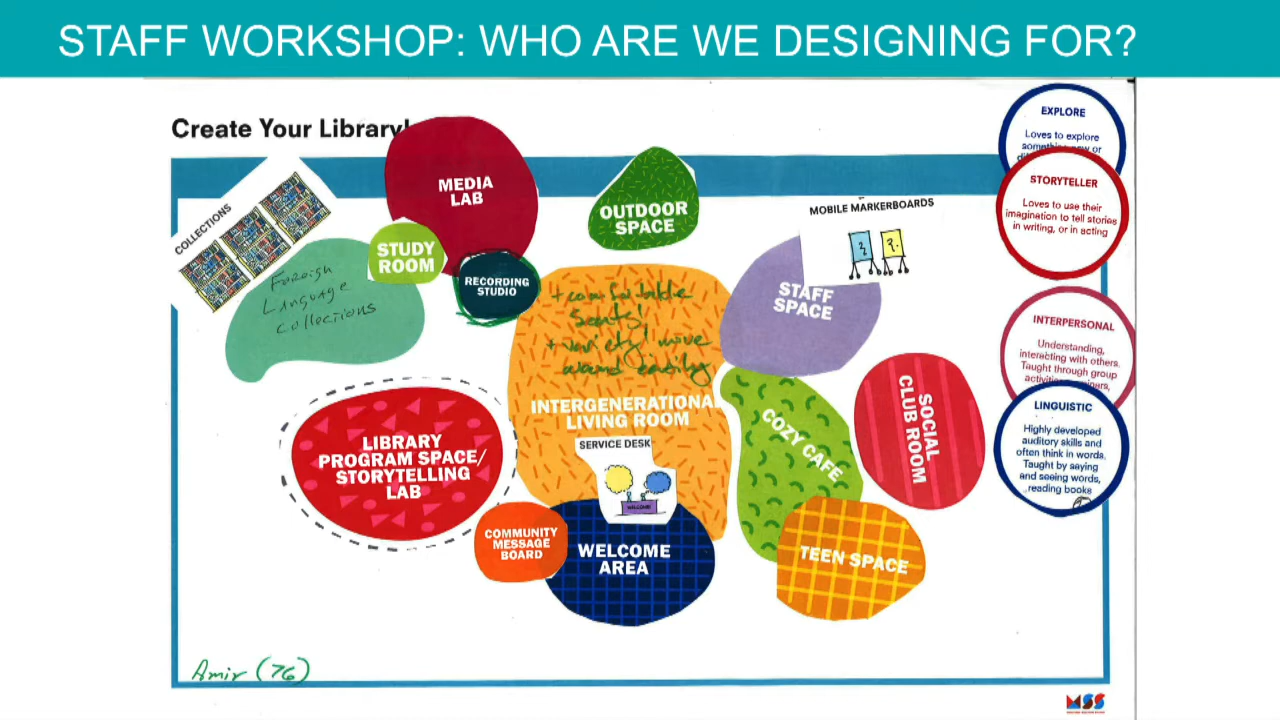 STAFF WORKSHOP: WHO ARE WE DESIGNING FOR?
Create Your Library!
EXPLORE
Loves to explore
something new or
STORYTELLER
Loves to use their
imagination to tell stories
in writing, or in acting
INTERPERSONAL
Understanding,
interacting with others.
Taught through group
LINGUISTIC
Highly developed
auditory skills and
often think in words.
Taught by saying
and seeing words,
reading books
COLLECTIONS
MEDIA
LAB
OUTDOOR
SPACE
MOBILE MARKERBOARDS
STUDY
ROOM
Foreign
Language
Collections
RECORDING
STUDIO
STAFF
SPACE
+ comfortable
Seats!
+ variety! move
around easily
INTERGENERATIONAL
LIVING ROOM
SERVICE DESK
WELCOME
COZY CAFE
SOCIAL
CLUB ROOM
LIBRARY
PROGRAM SPACE/
STORYTELLING
LAB
COMMUNITY
MESSAGE
BOARD
WELCOME
AREA
TEEN SPACE
Amir (76)
MSS